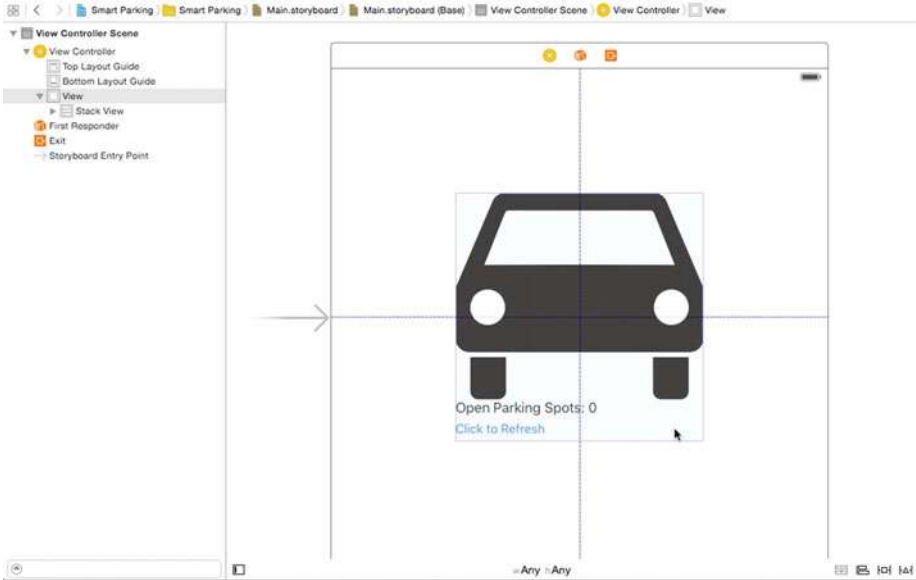 Smart Parking Smart Parking Main.storyboard Main.storyboard (Base) View Controller Scene View Controller View
View Controller Scene
View Controller
Top Layout Guide
Bottom Layout Guide
View
Stack View
First Responder
Exit
Storyboard Entry Point
Open Parking Spots: 0
Click to Refresh
wAny hAny